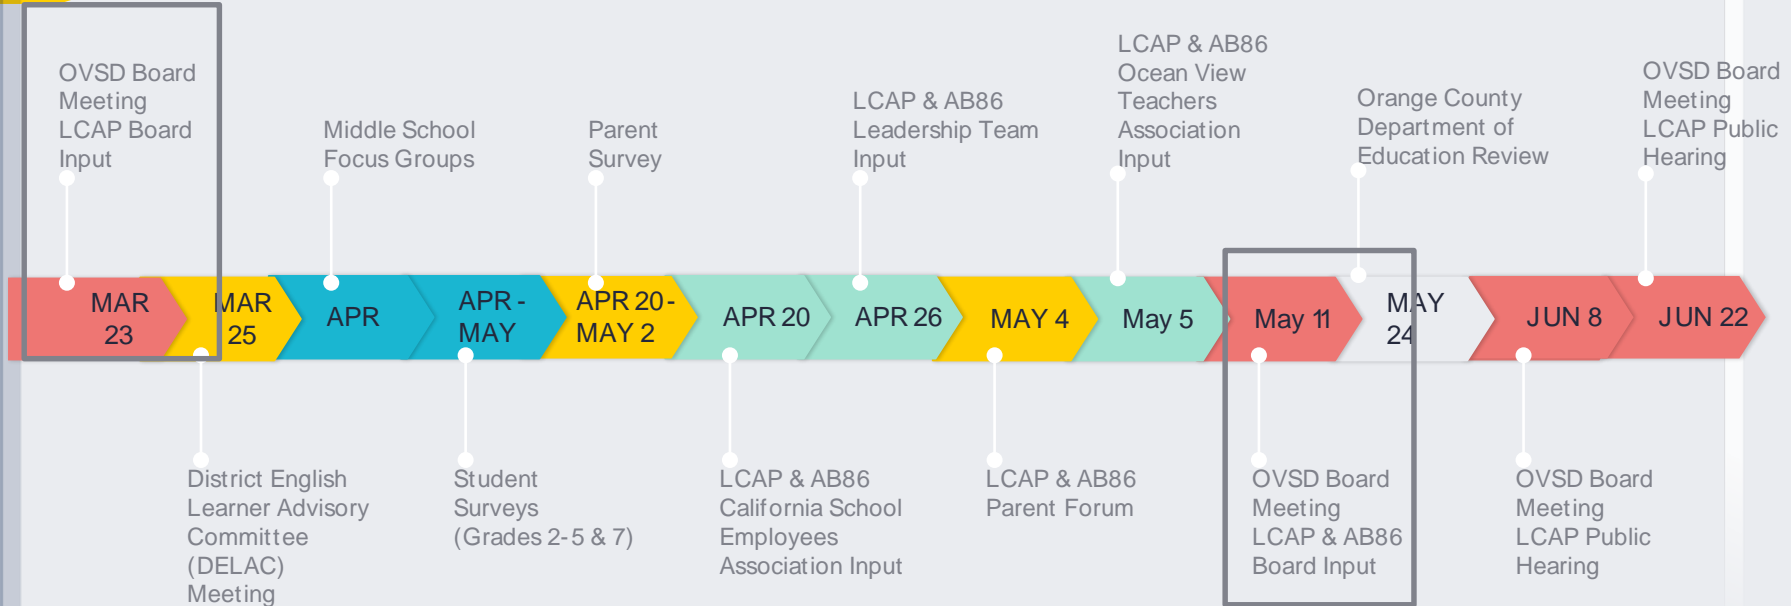 OVSD Board
Meeting
LCAP Board
Input
Middle School
Focus Groups
Parent
Survey
LCAP & AB86
Leadership Team
Input
LCAP & AB86
Ocean View
Teachers
Association
Input
Orange County
Department of
Education Review
OVSD Board
Meeting
LCAP Public
Hearing
MAR
23
MAR
25
APR
APR -
MAY
APR 20 -
MAY 2
APR 20
APR 26
MAY 4
May 5
May 11
MAY
24
JUN 8
JUN 22
District English
Learner Advisory
Committee
(DELAC)
Meeting
Student
Surveys
(Grades 2-5 & 7)
LCAP & AB86
California School
Employees
Association Input
LCAP & AB86
Parent Forum
OVSD Board
Meeting
LCAP & AB86
Board Input
OVSD Board
Meeting
LCAP Public
Hearing